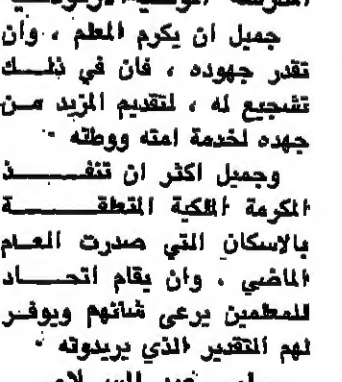 جميل ان يكرم المعلم ، وان
تقدر جهوده ، فان في ذلك
تشجيع له ، لتقديم المزيد من
جهده لخدمة امته ووطنه ·
وجميل اكثر ان تنفذ
المكرمة الملكية المتعلقة
بالاسكان التي صدرت العام
الماضي ، وان يقام اتحاد
للمعلمين يرعى شئانهم ويوفر
لهم التقدير الذي يريدونه ·